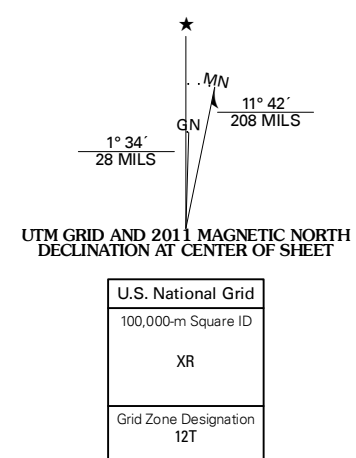 ★
MN
GN
11° 42´
208 MILS
1° 34´
28 MILS
UTM GRID AND 2011 MAGNETIC NORTH
DECLINATION AT CENTER OF SHEET
U.S. National Grid
100,000-m Square ID
XR
Grid Zone Designation
12T